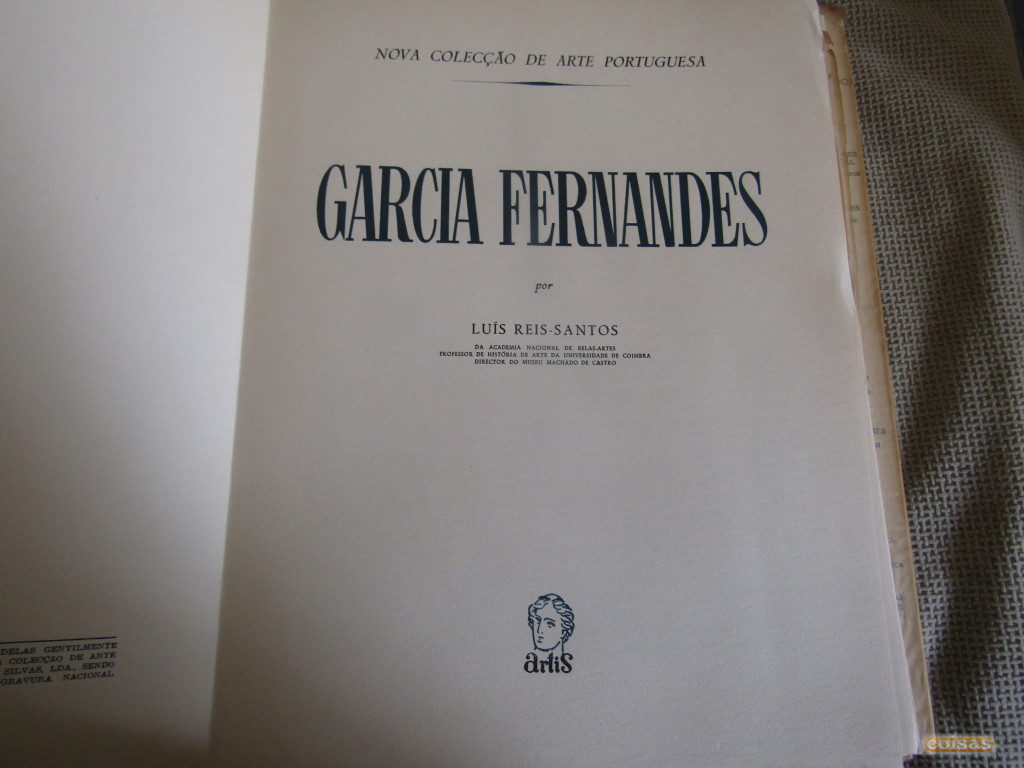 NOVA COLECÇÃO DE ARTE PORTUGUESA
GARCIA FERNANDES
por
LUÍS REIS-SANTOS
DA ACADEMIA NACIONAL DE BELAS-ARTES
PROFESSOR DE HISTÓRIA DE ARTE DA UNIVERSIDADE DE COIMBRA
DIRECTOR DO MUSEU MACHADO DE CASTRO
artis
DELAS GENTILMENTE
COLECÇÃO DE ARTE
SILVAS, LDA., SENDO
GRAVURA NACIONAL
coisas